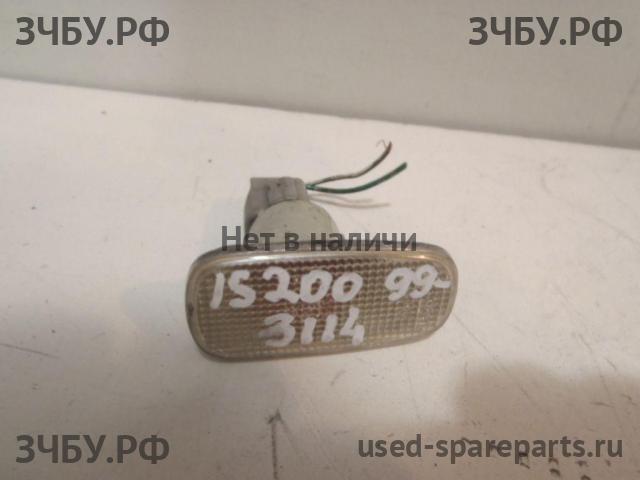 ЗЧБУ.РФ ЗЧБУ.РФ
Нет в наличи
IS200 99-
3114
ЗЧБУ.РФ used-spareparts.ru